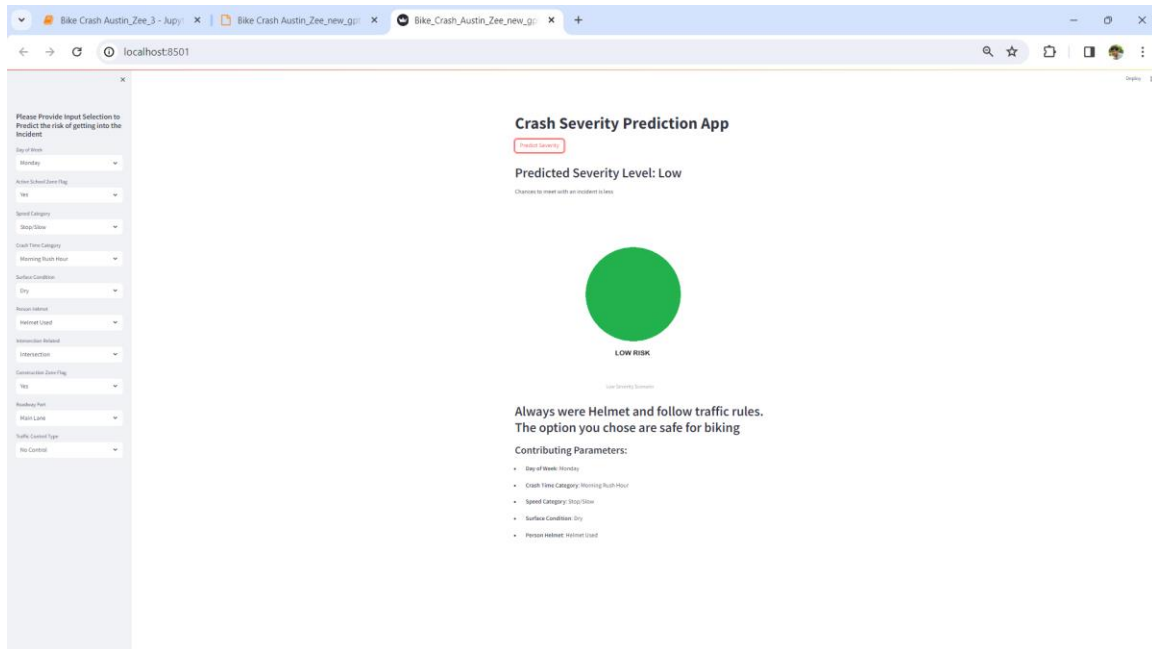 Bike Crash Austin_Zee_3 - Jupyt
Bike Crash Austin_Zee_new_gpt
Bike_Crash_Austin_Zee_new_gp
localhost:8501
Deploy
Please Provide Input Selection to
Predict the risk of getting into the
Incident
Day of Week
Monday
Active School Zone Flag
Yes
Speed Category
Stop/Slow
Crash Time Category
Morning Rush Hour
Surface Condition
Dry
Person Helmet
Helmet Used
Intersection Related
Intersection
Construction Zone Flag
Yes
Roadway Part
Main Lane
Traffic Control Type
No Control
Crash Severity Prediction App
Predict Severity
Predicted Severity Level: Low
Chances to meet with an incident is less
LOW RISK
Low Severity Scenario
Always were Helmet and follow traffic rules.
The option you chose are safe for biking
Contributing Parameters:
Day of Week: Monday
Crash Time Category: Morning Rush Hour
Speed Category: Stop/Slow
Surface Condition: Dry
Person Helmet: Helmet Used